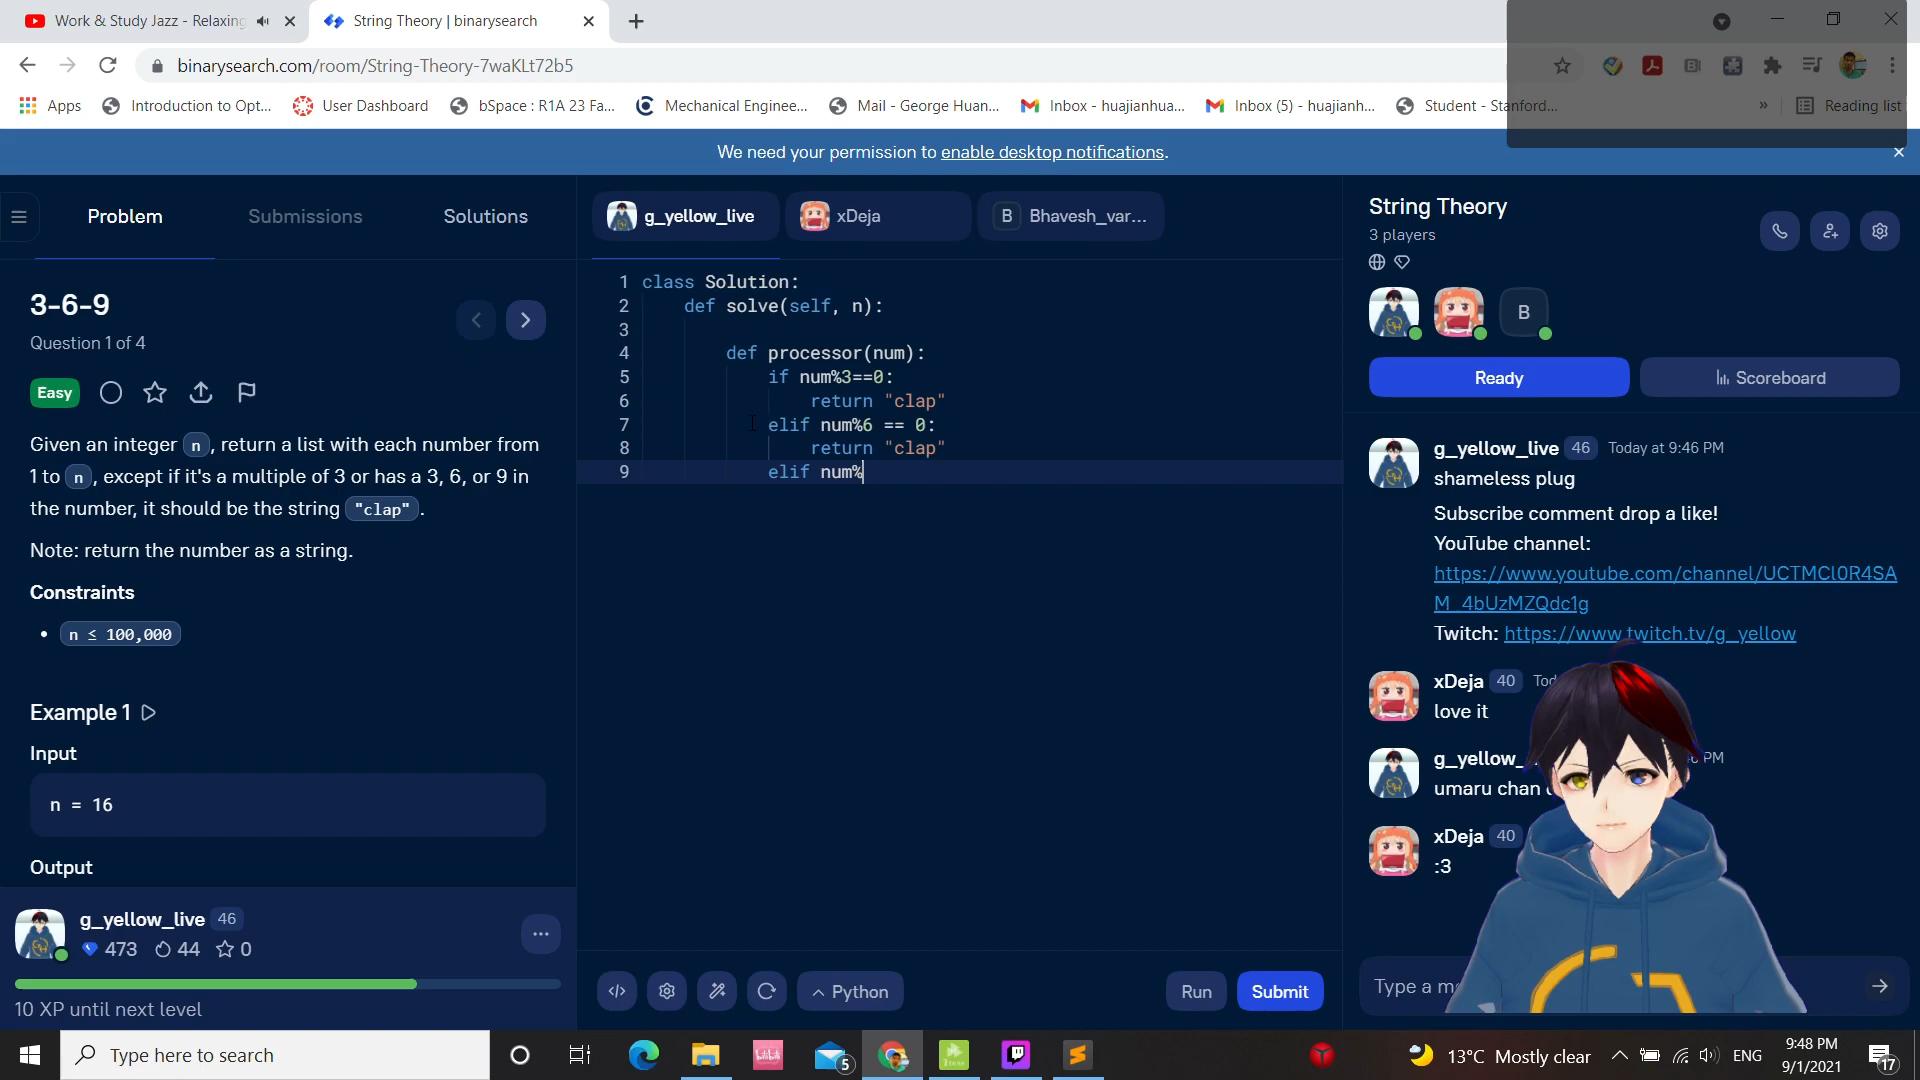 Work & Study Jazz - Relaxing
String Theory | binarysearch
binarysearch.com/room/String-Theory-7waKLt72b5
Apps
Introduction to Opt...
User Dashboard
bSpace : R1A 23 Fa...
Mechanical Enginee...
Mail - George Huan...
Inbox - huajianhua...
Inbox (5) - huajianh...
Student - Stanford...
»
Reading list
We need your permission to enable desktop notifications.
Problem
Submissions
Solutions
3-6-9
Question 1 of 4
Easy
Given an integer n , return a list with each number from
1 to n , except if it's a multiple of 3 or has a 3, 6, or 9 in
the number, it should be the string "clap" .
Note: return the number as a string.
Constraints
• n ≤ 100,000
Example 1
Input
n = 16
Output
g_yellow_live 46
473 44 0
10 XP until next level
g_yellow_live
xDeja
B Bhavesh_var...
1 class Solution:
2 def solve(self, n):
3
4 def processor(num):
5 if num%3==0:
6 return "clap"
7 elif num%6 == 0:
8 return "clap"
9 elif num%
Python
Run
Submit
String Theory
3 players
B
Ready
Scoreboard
g_yellow_live 46 Today at 9:46 PM
shameless plug
Subscribe comment drop a like!
YouTube channel:
https://www.youtube.com/channel/UCTMCl0R4SA
M_4bUzMZQdc1g
Twitch: https://www.twitch.tv/g_yellow
xDeja 40
love it
g_yellow_ PM
umaru chan
xDeja 40
:3
Type a
Type here to search
5
13°C Mostly clear
ENG
9:48 PM
9/1/2021
17